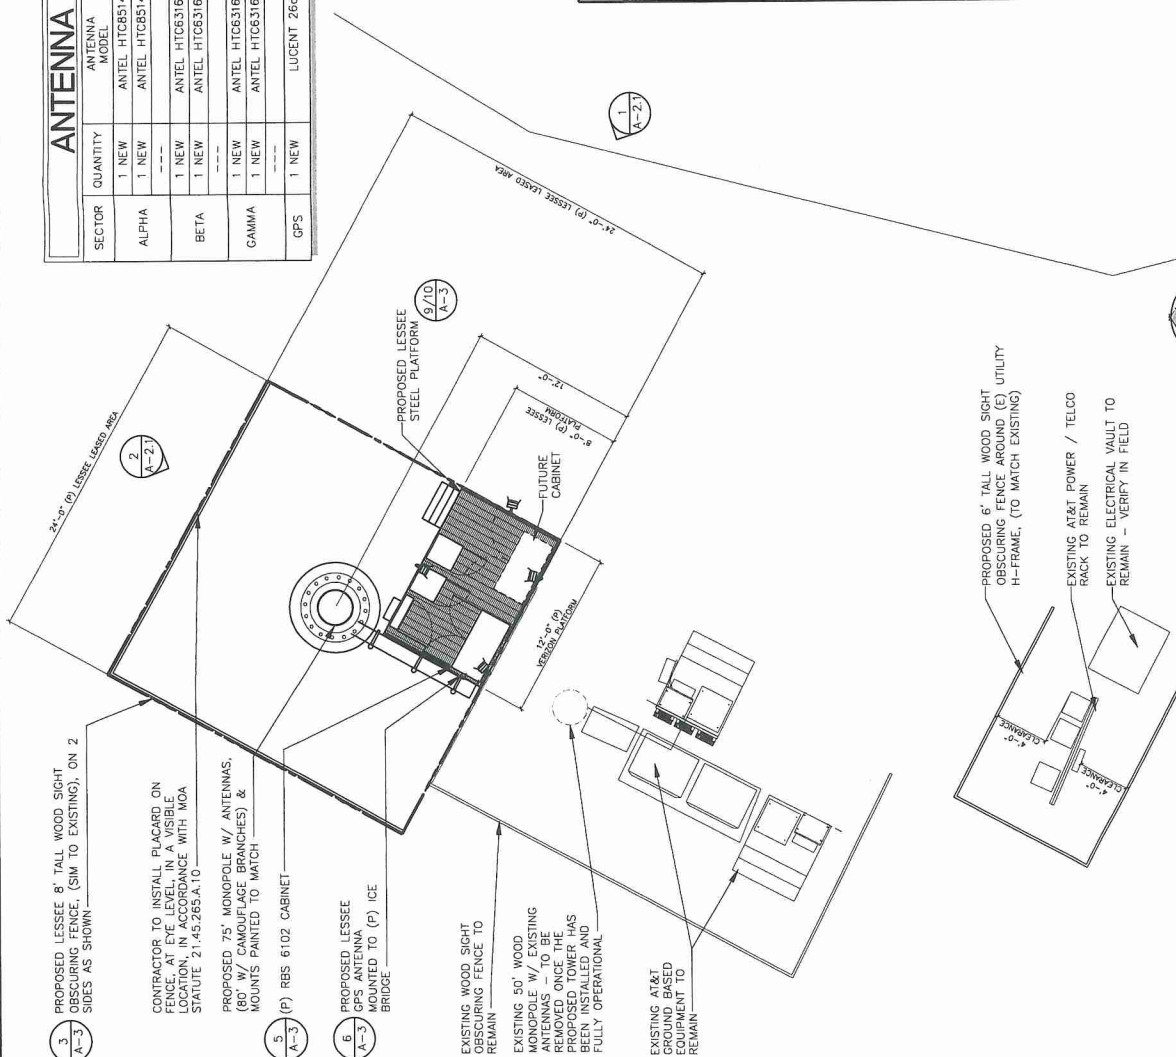 ANTENNA
SECTOR QUANTITY ANTENNA MODEL
ALPHA 1 NEW ANTEL HTC8514
1 NEW ANTEL HTC8514
---
BETA 1 NEW ANTEL HTC6316
1 NEW ANTEL HTC6316
---
GAMMA 1 NEW ANTEL HTC6316
1 NEW ANTEL HTC6316
---
GPS 1 NEW LUCENT 26
1
A-2.1
2
A-2.1
24'-0" (P) LESSEE LEASED AREA
24'-0" (P) LESSEE LEASED AREA
9/10
A-3
PROPOSED LESSEE
STEEL PLATFORM
12'-0"
8'-0" (P) LESSEE
PLATFORM
FUTURE
CABINET
12'-0" (P)
VERIZON PLATFORM
3
A-3
PROPOSED LESSEE 8' TALL WOOD SIGHT
OBSCURING FENCE, (SIM TO EXISTING), ON 2
SIDES AS SHOWN
CONTRACTOR TO INSTALL PLACARD ON
FENCE, AT EYE LEVEL, IN A VISIBLE
LOCATION, IN ACCORDANCE WITH MOA
STATUTE 21.45.265.A.10
PROPOSED 75' MONOPOLE W/ ANTENNAS,
(80' W/ CAMOUFLAGE BRANCHES) &
MOUNTS PAINTED TO MATCH
5
A-3
(P) RBS 6102 CABINET
6
A-3
PROPOSED LESSEE
GPS ANTENNA
MOUNTED TO (P) ICE
BRIDGE
EXISTING WOOD SIGHT
OBSCURING FENCE TO
REMAIN
EXISTING 50' WOOD
MONOPOLE W/ EXISTING
ANTENNAS - TO BE
REMOVED ONCE THE
PROPOSED TOWER HAS
BEEN INSTALLED AND
FULLY OPERATIONAL
EXISTING AT&T
GROUND BASED
EQUIPMENT TO
REMAIN
PROPOSED 6' TALL WOOD SIGHT
OBSCURING FENCE AROUND (E) UTILITY
H-FRAME, (TO MATCH EXISTING)
EXISTING AT&T POWER / TELCO
RACK TO REMAIN
EXISTING ELECTRICAL VAULT TO
REMAIN - VERIFY IN FIELD
4'-0"
CLEARANCE
4'-0"
CLEARANCE